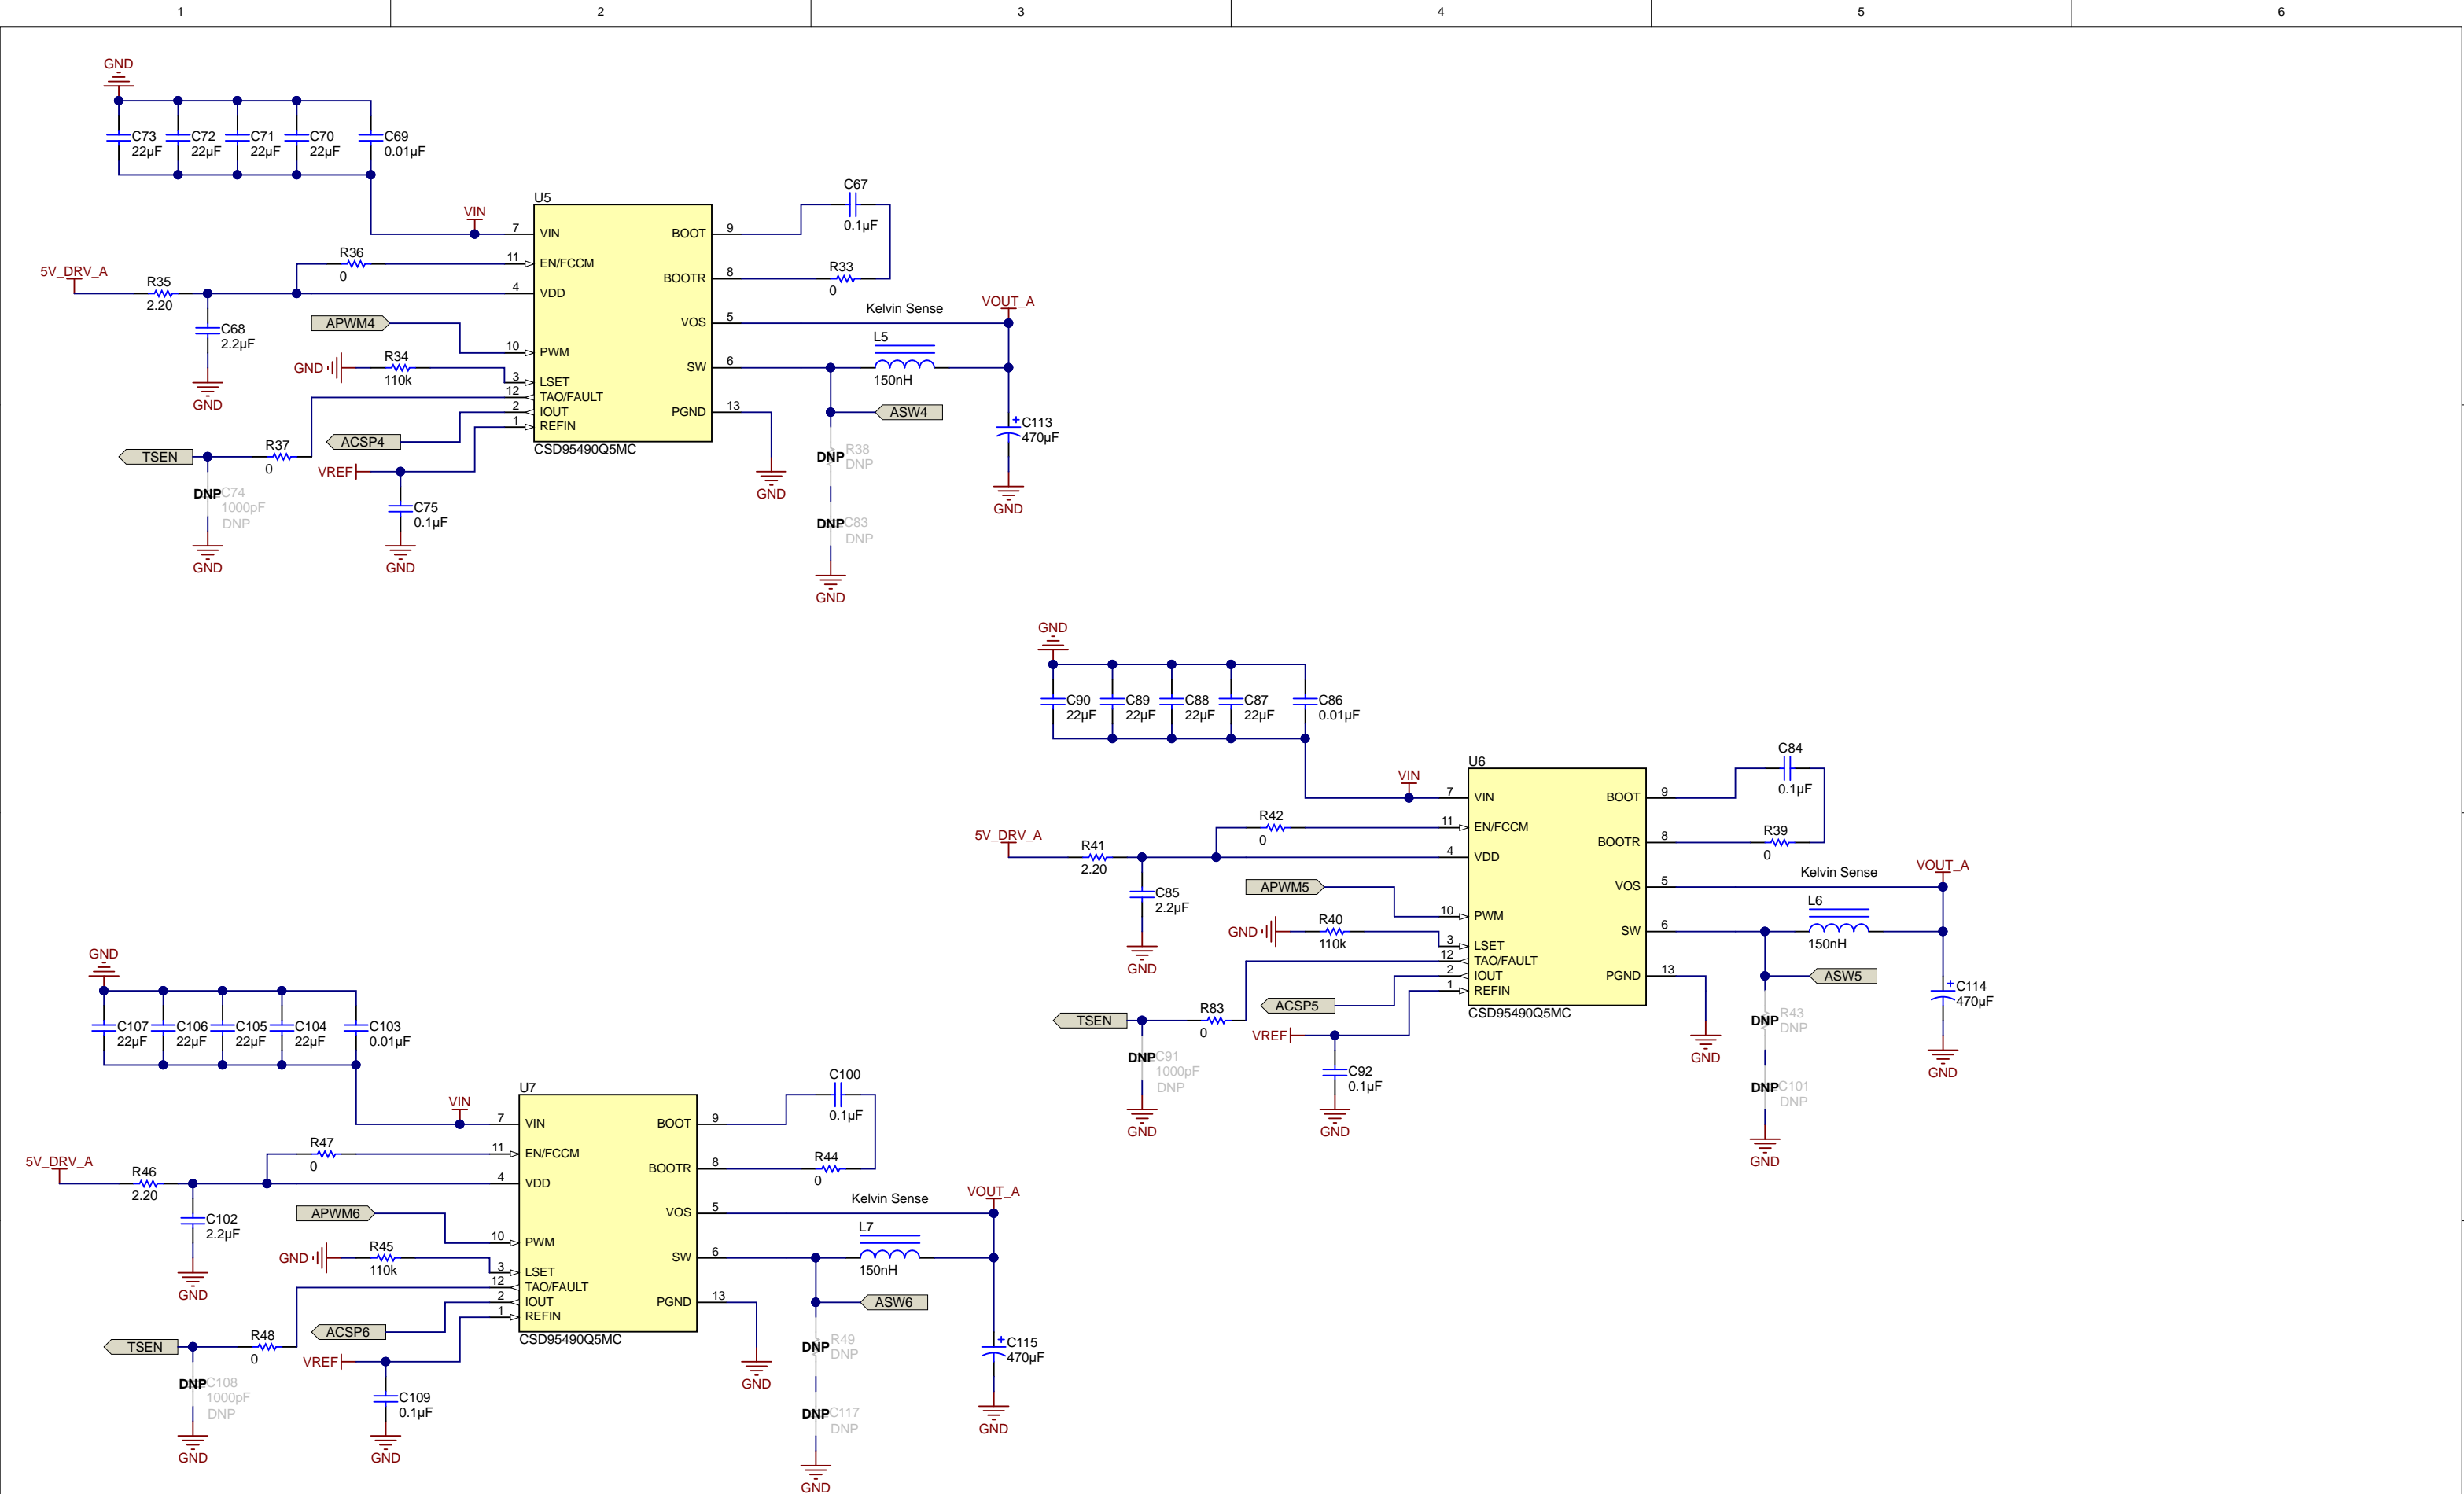 1 2 3 4 5 6
GND
C73 C72 C71 C70 C69
22µF 22µF 22µF 22µF 0.01µF
U5
VIN
7 VIN
BOOT 9
C67
0.1µF
R36
0
11 EN/FCCM
BOOTR 8
R33
0
5V_DRV_A
R35
2.20
4 VDD
C68
2.2µF
GND
APWM4
10 PWM
VOS 5
Kelvin Sense
VOUT_A
GND
R34
110k
3 LSET
SW 6
L5
150nH
12 TAO/FAULT
2 IOUT
1 REFIN
PGND 13
GND
ASW4
C113
470µF
GND
CSD95490Q5MC
ACSP4
TSEN
R37
0
VREF
DNP C74
1000pF
DNP
GND
C75
0.1µF
GND
DNP R38
DNP
DNP C83
DNP
GND
GND
C90 C89 C88 C87 C86
22µF 22µF 22µF 22µF 0.01µF
U6
VIN
7 VIN
BOOT 9
C84
0.1µF
R42
0
11 EN/FCCM
BOOTR 8
R39
0
5V_DRV_A
R41
2.20
4 VDD
C85
2.2µF
GND
APWM5
10 PWM
VOS 5
Kelvin Sense
VOUT_A
GND
R40
110k
3 LSET
SW 6
L6
150nH
12 TAO/FAULT
2 IOUT
1 REFIN
PGND 13
GND
ASW5
C114
470µF
GND
CSD95490Q5MC
ACSP5
TSEN
R83
0
VREF
DNP C91
1000pF
DNP
GND
C92
0.1µF
GND
DNP R43
DNP
DNP C101
DNP
GND
GND
C107 C106 C105 C104 C103
22µF 22µF 22µF 22µF 0.01µF
U7
VIN
7 VIN
BOOT 9
C100
0.1µF
R47
0
11 EN/FCCM
BOOTR 8
R44
0
5V_DRV_A
R46
2.20
4 VDD
C102
2.2µF
GND
APWM6
10 PWM
VOS 5
Kelvin Sense
VOUT_A
GND
R45
110k
3 LSET
SW 6
L7
150nH
12 TAO/FAULT
2 IOUT
1 REFIN
PGND 13
GND
ASW6
C115
470µF
GND
CSD95490Q5MC
ACSP6
TSEN
R48
0
VREF
DNP C108
1000pF
DNP
GND
C109
0.1µF
GND
DNP R49
DNP
DNP C117
DNP
GND